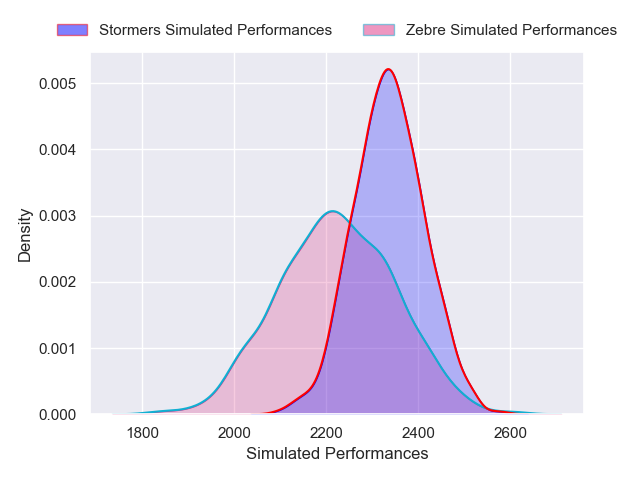 Stormers Simulated Performances Zebre Simulated Performances
0.005
0.004
0.003
0.002
0.001
0.000
Density
1800 2000 2200 2400 2600
Simulated Performances